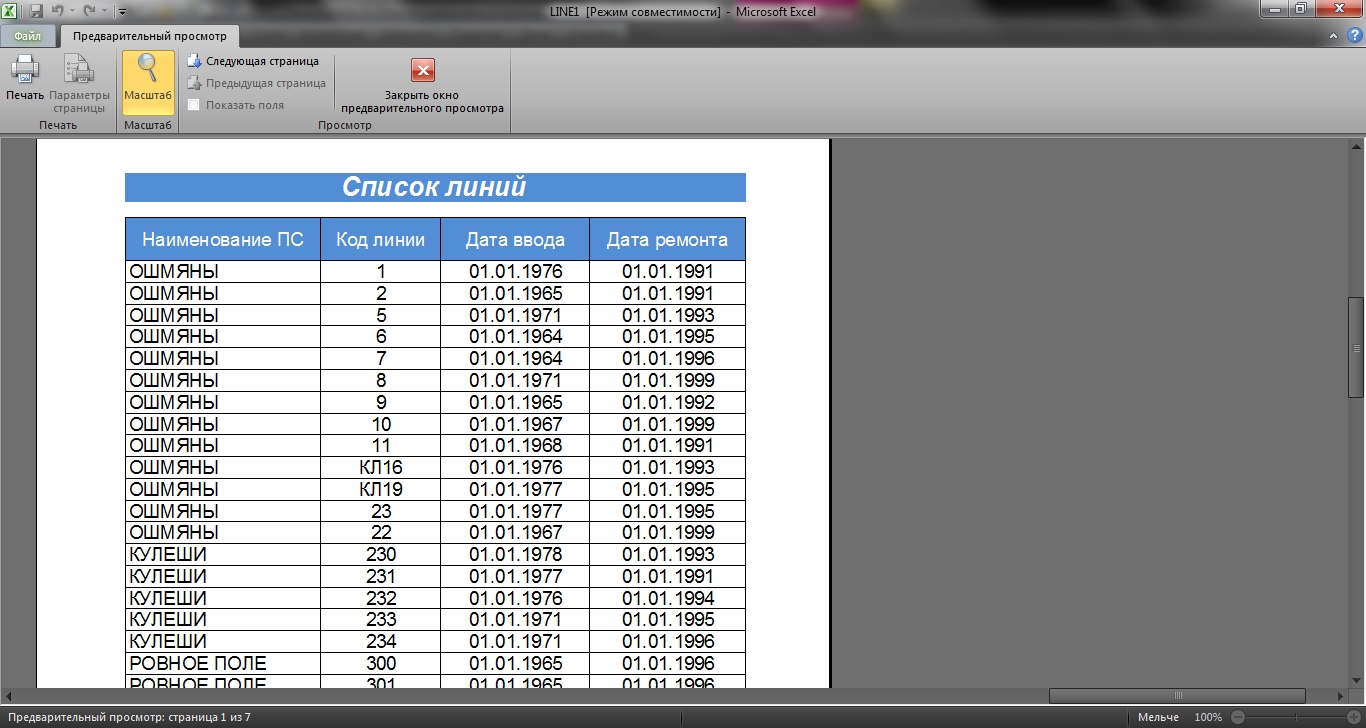 LINE1 [Режим совместимости] - Microsoft Excel
Файл
Предварительный просмотр
Печать
Параметры страницы
Масштаб
Следующая страница
Предыдущая страница
Показать поля
Закрыть окно
предварительного просмотра
Печать
Масштаб
Просмотр
Список линий
Наименование ПС Код линии Дата ввода Дата ремонта
ОШМЯНЫ 1 01.01.1976 01.01.1991
ОШМЯНЫ 2 01.01.1965 01.01.1991
ОШМЯНЫ 5 01.01.1971 01.01.1993
ОШМЯНЫ 6 01.01.1964 01.01.1995
ОШМЯНЫ 7 01.01.1964 01.01.1996
ОШМЯНЫ 8 01.01.1971 01.01.1999
ОШМЯНЫ 9 01.01.1965 01.01.1992
ОШМЯНЫ 10 01.01.1967 01.01.1999
ОШМЯНЫ 11 01.01.1968 01.01.1991
ОШМЯНЫ КЛ16 01.01.1976 01.01.1993
ОШМЯНЫ КЛ19 01.01.1977 01.01.1995
ОШМЯНЫ 23 01.01.1977 01.01.1995
ОШМЯНЫ 22 01.01.1967 01.01.1999
КУЛЕШИ 230 01.01.1978 01.01.1993
КУЛЕШИ 231 01.01.1977 01.01.1991
КУЛЕШИ 232 01.01.1976 01.01.1994
КУЛЕШИ 233 01.01.1971 01.01.1995
КУЛЕШИ 234 01.01.1971 01.01.1996
РОВНОЕ ПОЛЕ 300 01.01.1965 01.01.1996
РОВНОЕ ПОЛЕ 301 01.01.1965 01.01.1996
Предварительный просмотр: страница 1 из 7
Мельче 100%